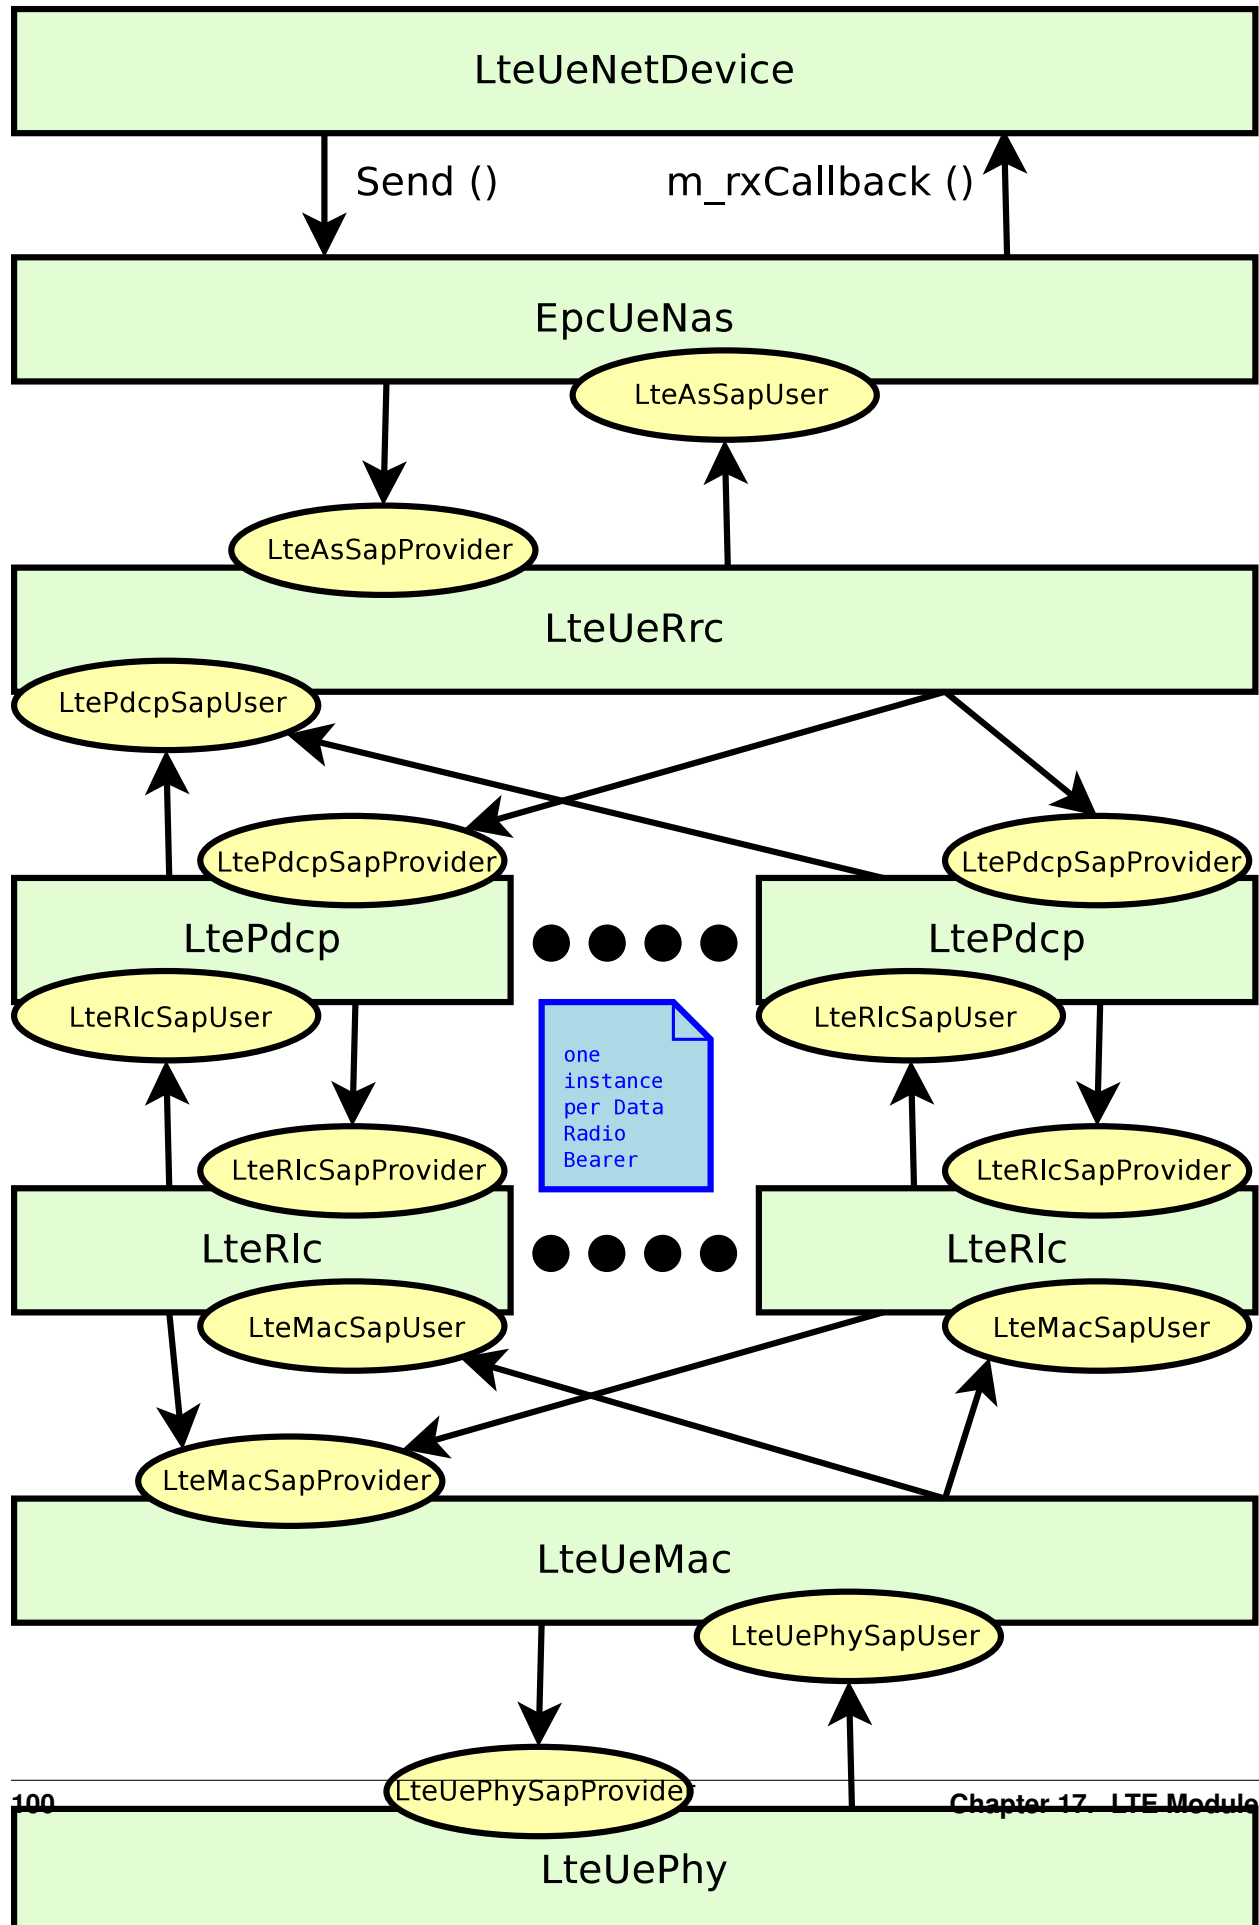 LteUeNetDevice
Send ()
m_rxCallback ()
EpcUeNas
LteAsSapUser
LteAsSapProvider
LteUeRrc
LtePdcpSapUser
LtePdcpSapProvider
LtePdcpSapProvider
LtePdcp
LtePdcp
LteRlcSapUser
LteRlcSapUser
one
instance
per Data
Radio
Bearer
LteRlcSapProvider
LteRlcSapProvider
LteRlc
LteRlc
LteMacSapUser
LteMacSapUser
LteMacSapProvider
LteUeMac
LteUePhySapUser
LteUePhySapProvider
100
Chapter 17. LTE Module
LteUePhy